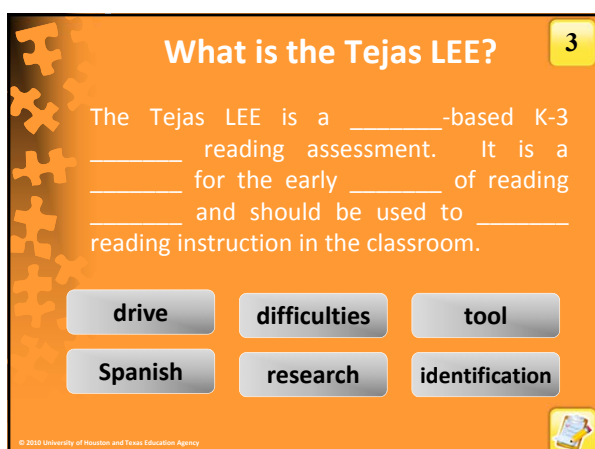 What is the Tejas LEE?
3
The Tejas LEE is a _______-based K-3
_______ reading assessment. It is a
_______ for the early _______ of reading
_______ and should be used to _______
reading instruction in the classroom.
drive
difficulties
tool
Spanish
research
identification
© 2010 University of Houston and Texas Education Agency